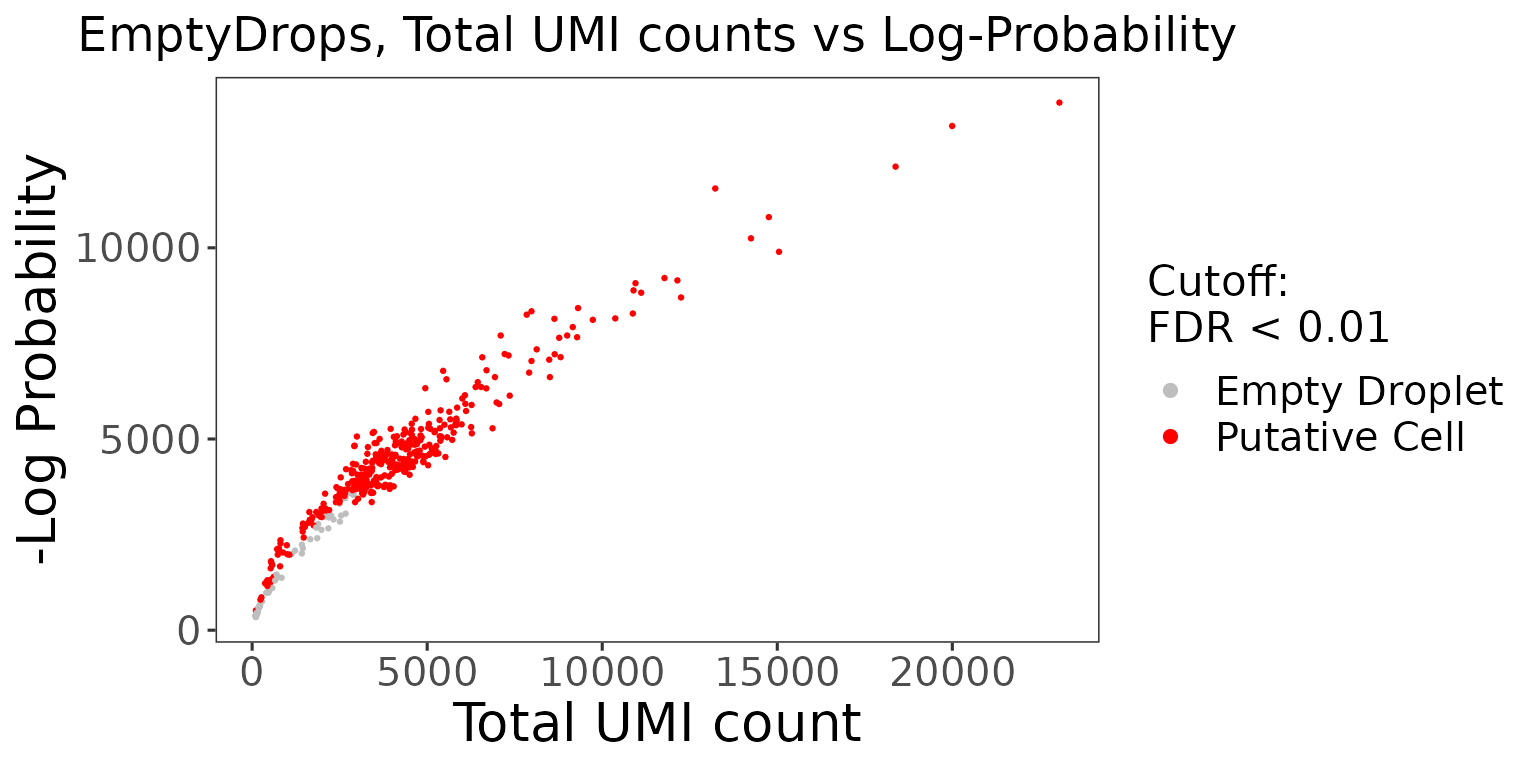 EmptyDrops, Total UMI counts vs Log-Probability
-Log Probability
10000
5000
0
0 5000 10000 15000 20000
Total UMI count
Cutoff:
FDR < 0.01
Empty Droplet
Putative Cell